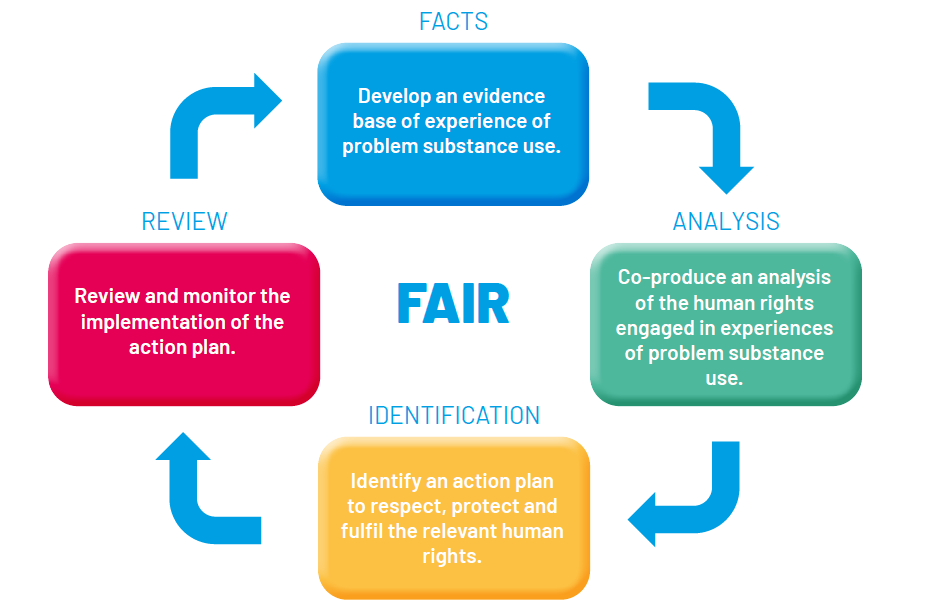 FACTS
Develop an evidence
base of experience of
problem substance use.
REVIEW
Review and monitor the
implementation of the
action plan.
FAIR
ANALYSIS
Co-produce an analysis
of the human rights
engaged in experiences
of problem substance
use.
IDENTIFICATION
Identify an action plan
to respect, protect and
fulfil the relevant human
rights.